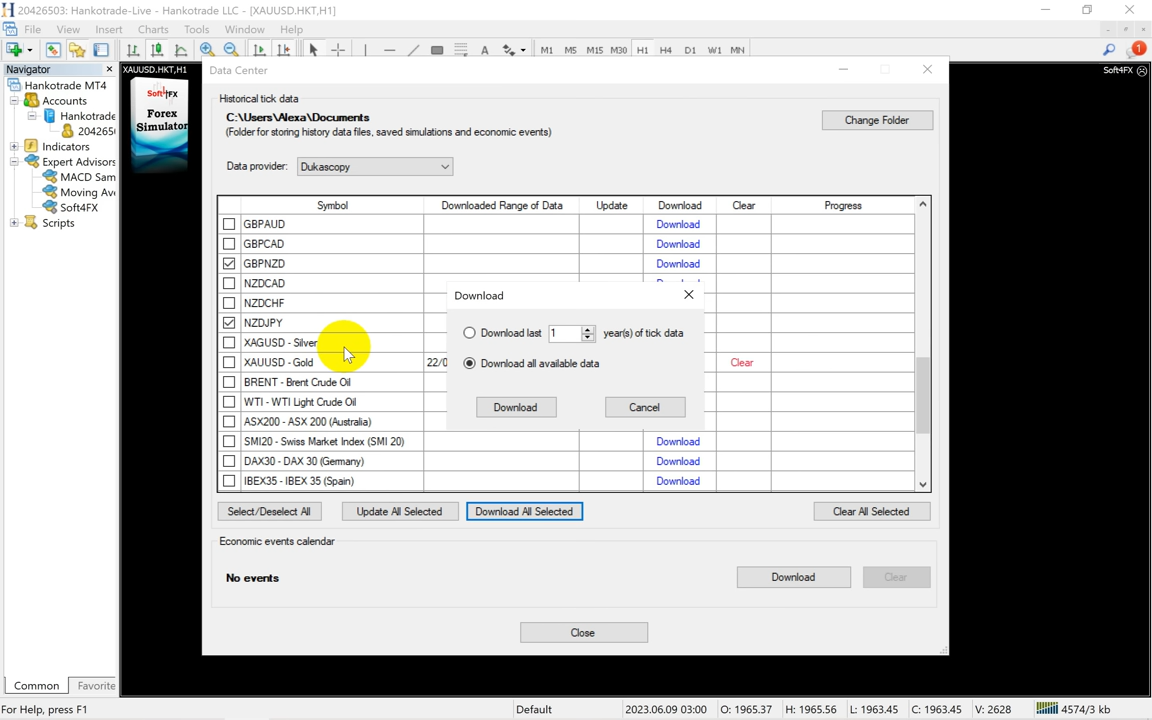 20426503: Hankotrade-Live - Hankotrade LLC - [XAUUSD.HKT,H1]
File View Insert Charts Tools Window Help
A M1 M5 M15 M30 H1 H4 D1 W1 MN 1
Navigator
Hankotrade MT4
Accounts
Hankotrade
Indicators
Expert Advisors
MACD Sam
Soft4FX
Scripts
Common Favorite
XAUUSD.HKT,H1
Soft4FX
Forex
Simulator
Soft4FX
Data Center
Historical tick data
C:\Users\Alexa\Documents
(Folder for storing history data files, saved simulations and economic events)
Change Folder
Data provider: Dukascopy
Symbol Downloaded Range of Data Update Download Clear Progress
GBPAUD Download
GBPCAD Download
GBPNZD Download
NZDCAD
NZDCHF
NZDJPY
XAGUSD - Silver
XAUUSD - Gold 22/0 Clear
BRENT - Brent Crude Oil
WTI - WTI Light Crude Oil
ASX200 - ASX 200 (Australia)
SMI20 - Swiss Market Index (SMI 20) Download
DAX30 - DAX 30 (Germany) Download
IBEX35 - IBEX 35 (Spain) Download
Download
Download last 1 year(s) of tick data
Download all available data
Download Cancel
Select/Deselect All Update All Selected Download All Selected Clear All Selected
Economic events calendar
No events Download Clear
Close
For Help, press F1 Default 2023.06.09 03:00 O: 1965.37 H: 1965.56 L: 1963.45 C: 1963.45 V: 2628 4574/3 kb